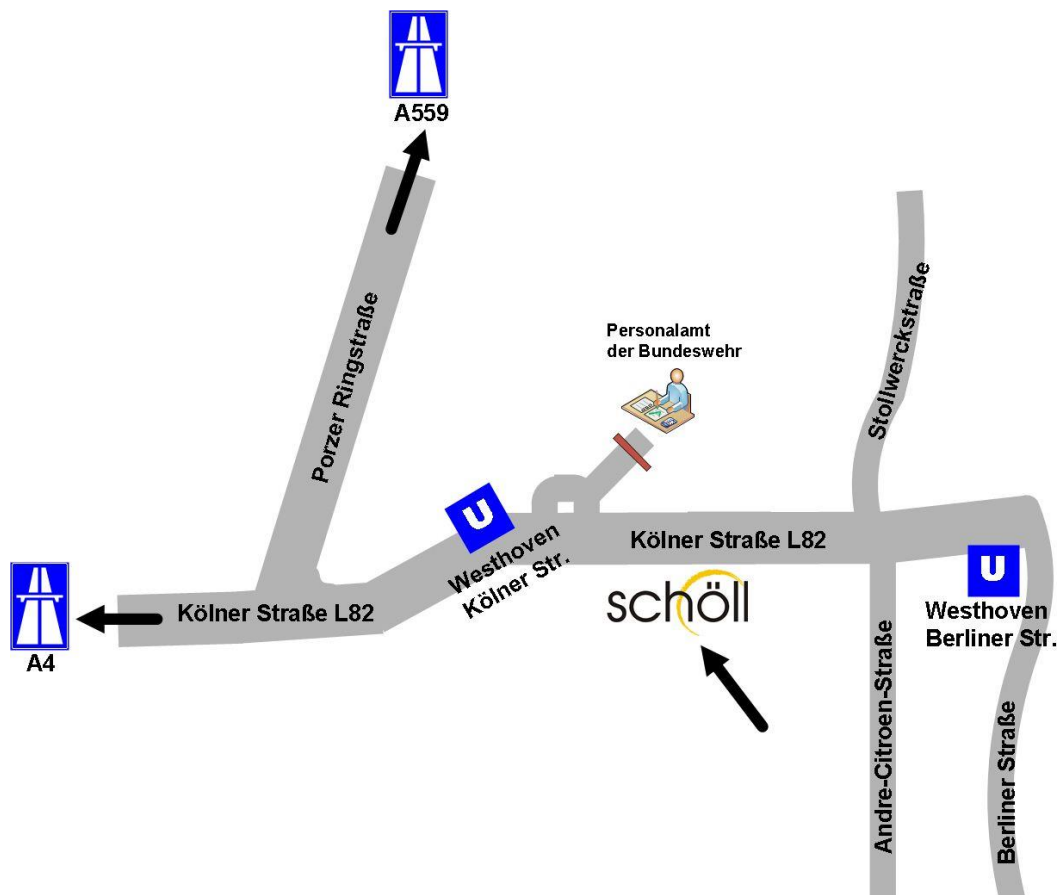 A559
Porzer Ringstraße
Personalamt
der Bundeswehr
Stollwerckstraße
U
Westhoven
Kölner Str.
Kölner Straße L82
U
Westhoven
Berliner Str.
schöll
Kölner Straße L82
A4
Andre-Citroen-Straße
Berliner Straße